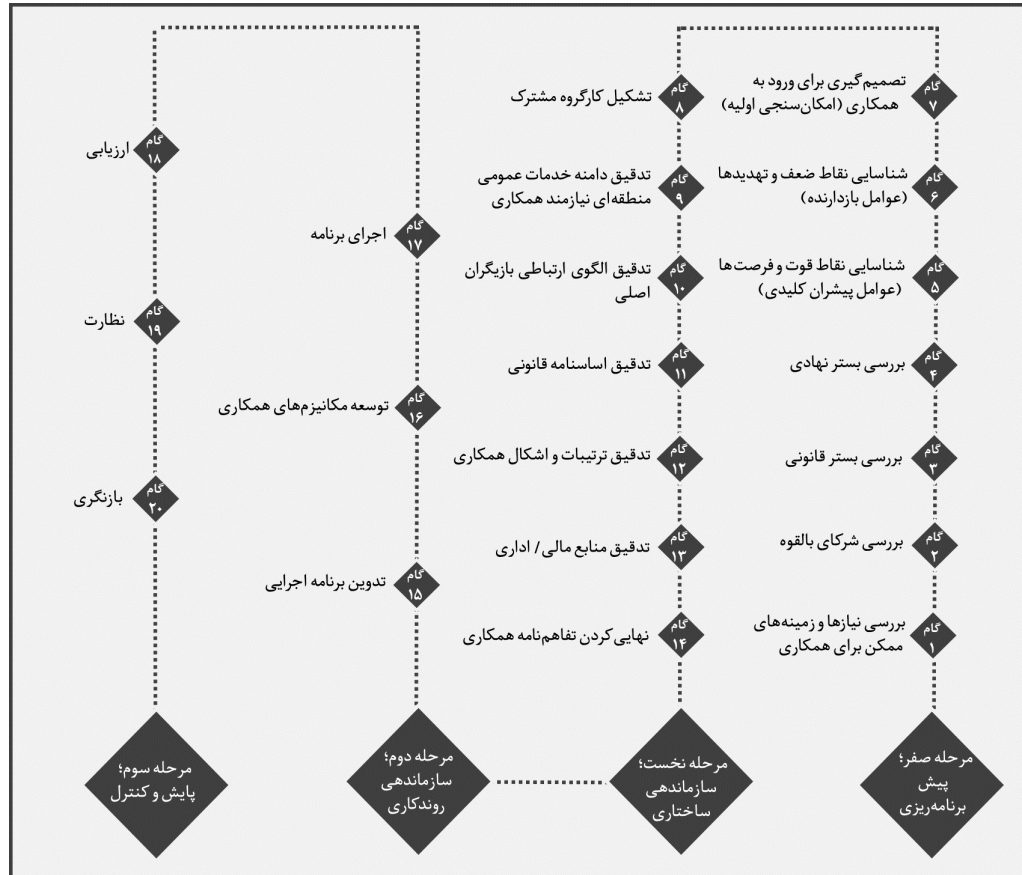 گام
۷
تصمیم‌گیری برای ورود به
همکاری (امکان‌سنجی اولیه)
گام
۶
شناسایی نقاط ضعف و تهدیدها
(عوامل بازدارنده)
گام
۵
شناسایی نقاط قوت و فرصت‌ها
(عوامل پیشران کلیدی)
گام
۴
بررسی بستر نهادی
گام
۳
بررسی بستر قانونی
گام
۲
بررسی شرکای بالقوه
گام
۱
بررسی نیازها و زمینه‌های
ممکن برای همکاری
مرحله صفر؛
پیش
برنامه‌ریزی
گام
۸
تشکیل کارگروه مشترک
گام
۹
تدقیق دامنه خدمات عمومی
منطقه‌ای نیازمند همکاری
گام
۱۰
تدقیق الگوی ارتباطی بازیگران
اصلی
گام
۱۱
تدقیق اساسنامه قانونی
گام
۱۲
تدقیق ترتیبات و اشکال همکاری
گام
۱۳
تدقیق منابع مالی/ اداری
گام
۱۴
نهایی‌کردن تفاهم‌نامه همکاری
مرحله نخست؛
سازماندهی
ساختاری
گام
۱۷
اجرای برنامه
گام
۱۶
توسعه مکانیزم‌های همکاری
گام
۱۵
تدوین برنامه اجرایی
مرحله دوم؛
سازماندهی
روندکاری
گام
۱۸
ارزیابی
گام
۱۹
نظارت
گام
۲۰
بازنگری
مرحله سوم؛
پایش و کنترل